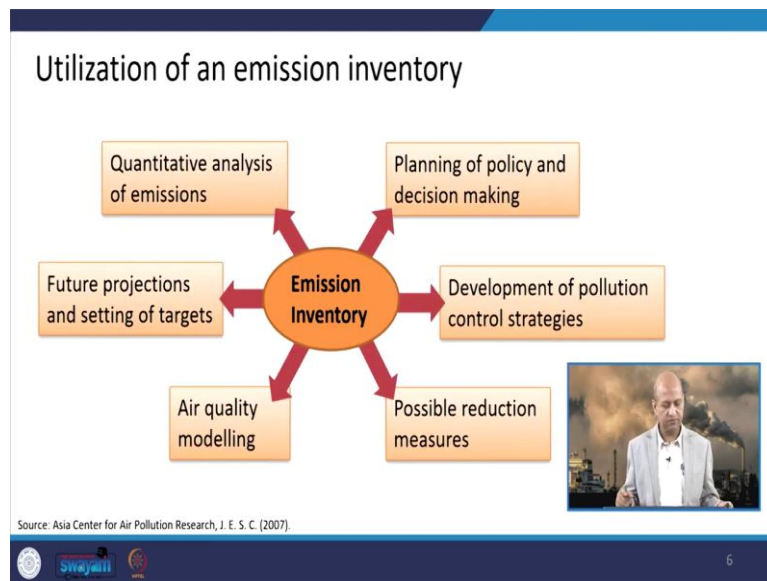 Utilization of an emission inventory
Quantitative analysis
of emissions
Planning of policy and
decision making
Future projections
and setting of targets
Emission
Inventory
Development of pollution
control strategies
Air quality
modelling
Possible reduction
measures
Source: Asia Center for Air Pollution Research, J. E. S. C. (2007).
swayam
6